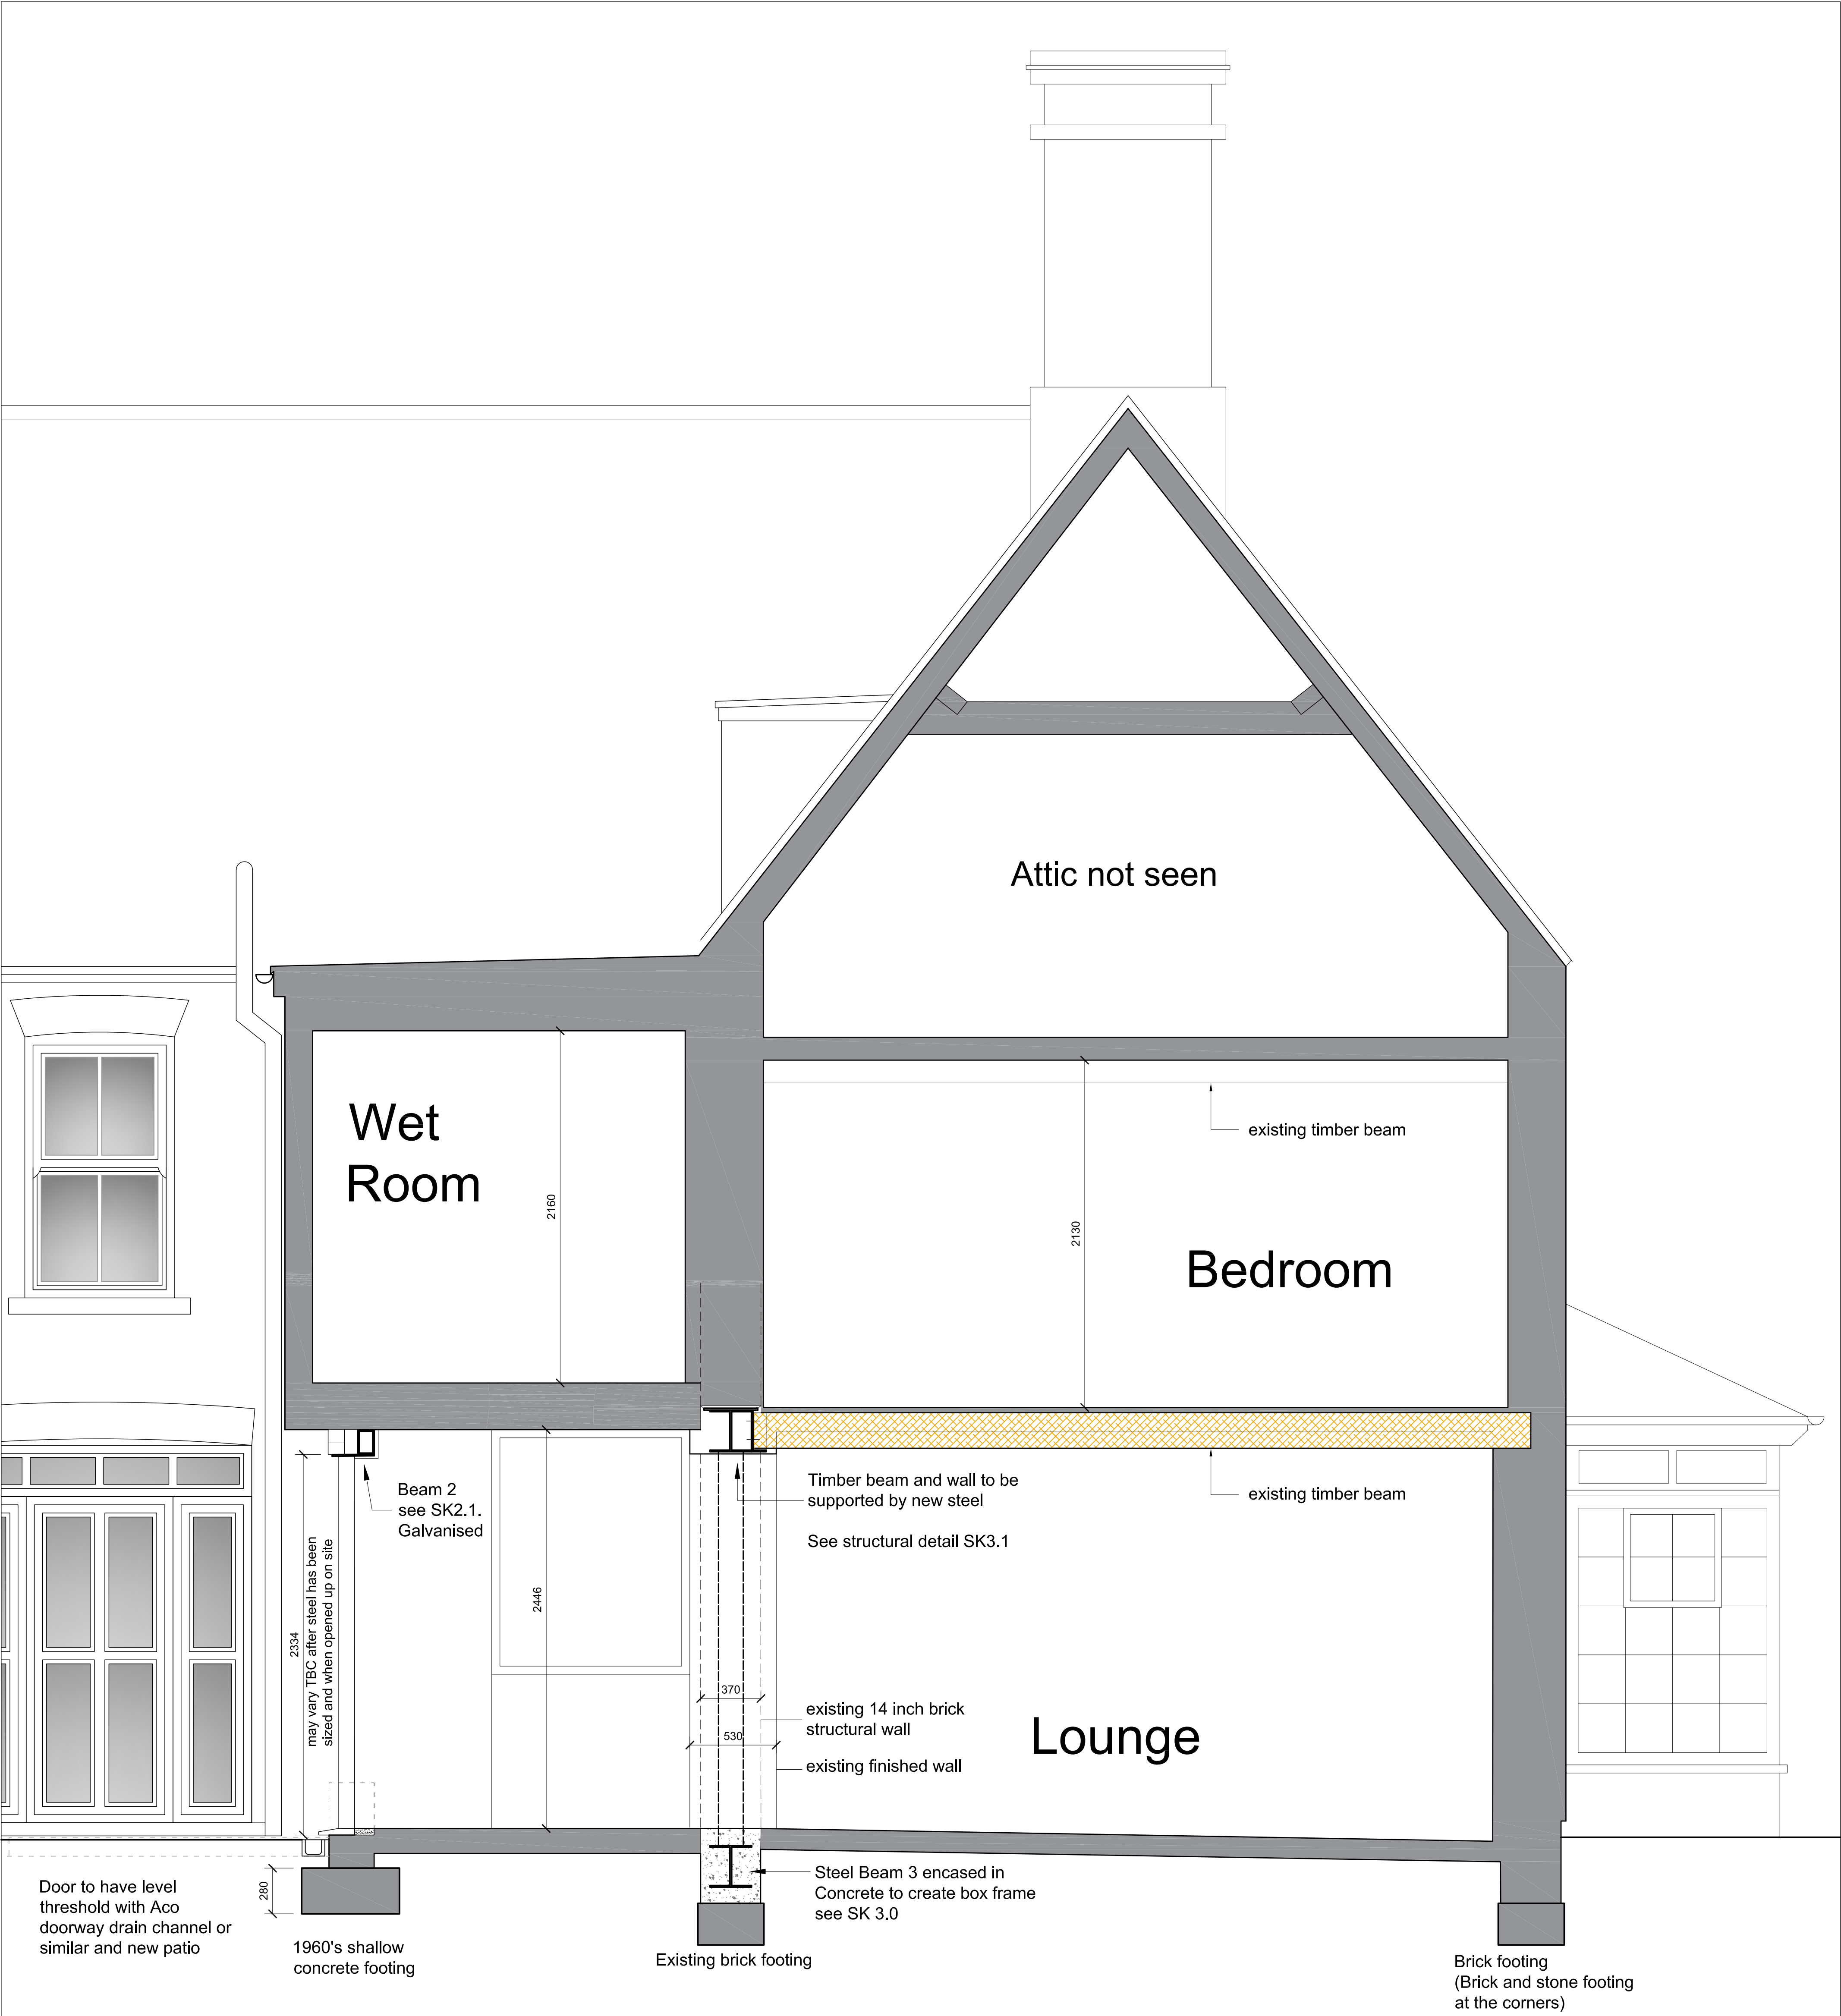 Attic not seen
Wet
Room
2160
existing timber beam
2130
Bedroom
Beam 2
see SK2.1.
Galvanised
Timber beam and wall to be
supported by new steel
See structural detail SK3.1
existing timber beam
2334
may vary TBC after steel has been
sized and when opened up on site
2446
370
existing 14 inch brick
structural wall
530
existing finished wall
Lounge
Door to have level
threshold with Aco
doorway drain channel or
similar and new patio
280
1960's shallow
concrete footing
Steel Beam 3 encased in
Concrete to create box frame
see SK 3.0
Existing brick footing
Brick footing
(Brick and stone footing
at the corners)